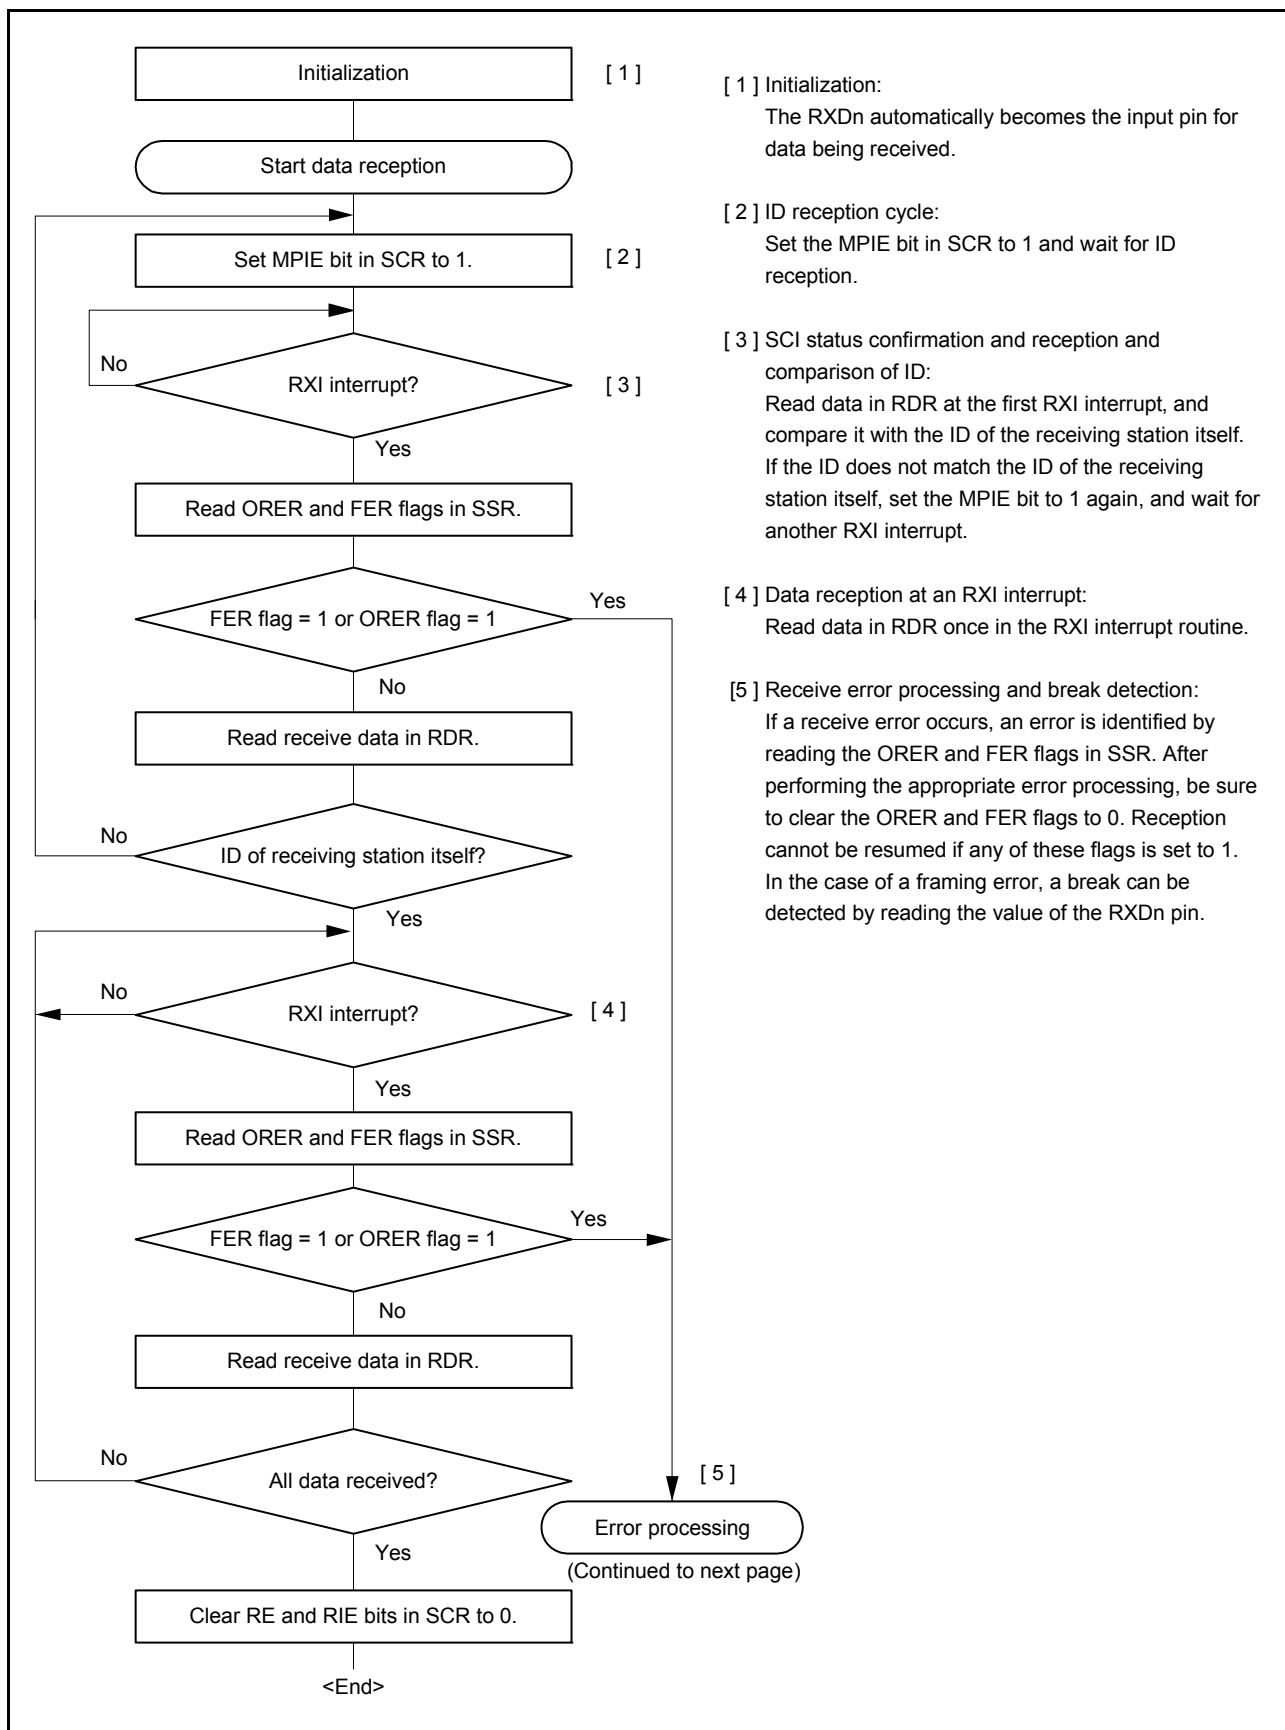 Initialization
[ 1 ]
Start data reception
Set MPIE bit in SCR to 1.
[ 2 ]
No
RXI interrupt?
[ 3 ]
Yes
Read ORER and FER flags in SSR.
FER flag = 1 or ORER flag = 1
Yes
No
Read receive data in RDR.
No
ID of receiving station itself?
Yes
No
RXI interrupt?
[ 4 ]
Yes
Read ORER and FER flags in SSR.
FER flag = 1 or ORER flag = 1
Yes
No
Read receive data in RDR.
No
All data received?
[ 5 ]
Error processing
(Continued to next page)
Yes
Clear RE and RIE bits in SCR to 0.
<End>
[ 1 ] Initialization:
The RXDn automatically becomes the input pin for
data being received.
[ 2 ] ID reception cycle:
Set the MPIE bit in SCR to 1 and wait for ID
reception.
[ 3 ] SCI status confirmation and reception and
comparison of ID:
Read data in RDR at the first RXI interrupt, and
compare it with the ID of the receiving station itself.
If the ID does not match the ID of the receiving
station itself, set the MPIE bit to 1 again, and wait for
another RXI interrupt.
[ 4 ] Data reception at an RXI interrupt:
Read data in RDR once in the RXI interrupt routine.
[5 ] Receive error processing and break detection:
If a receive error occurs, an error is identified by
reading the ORER and FER flags in SSR. After
performing the appropriate error processing, be sure
to clear the ORER and FER flags to 0. Reception
cannot be resumed if any of these flags is set to 1.
In the case of a framing error, a break can be
detected by reading the value of the RXDn pin.